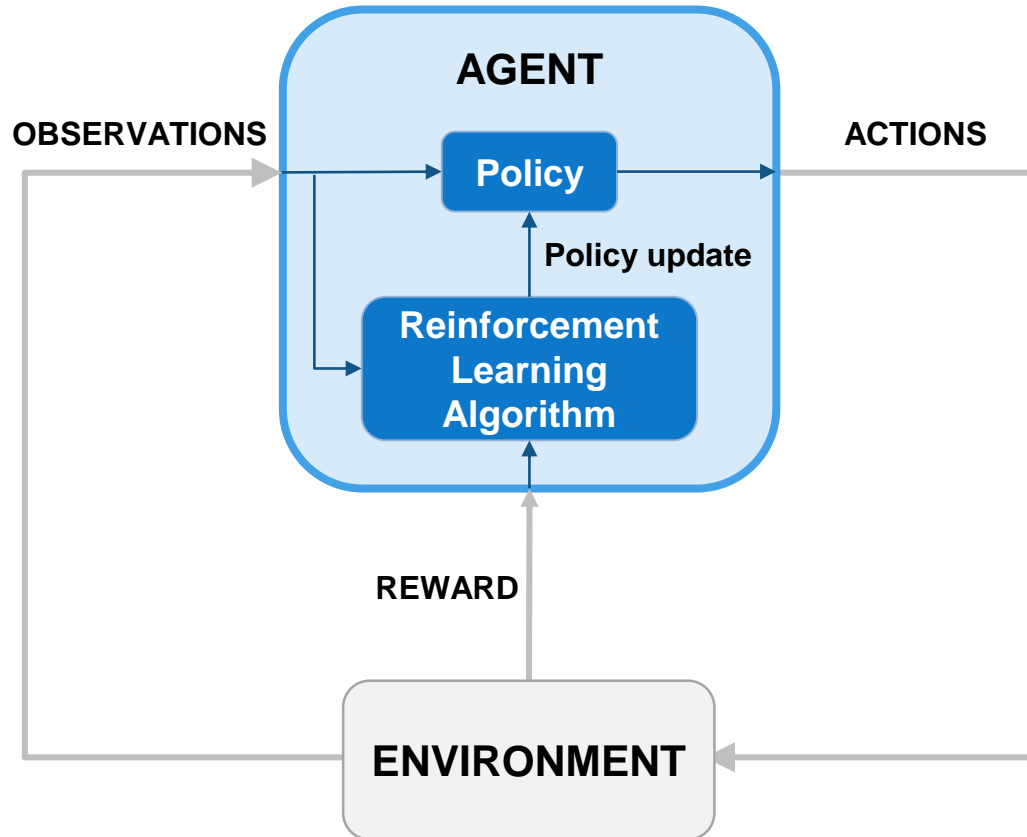 AGENT
OBSERVATIONS
ACTIONS
Policy
Policy update
Reinforcement
Learning
Algorithm
REWARD
ENVIRONMENT